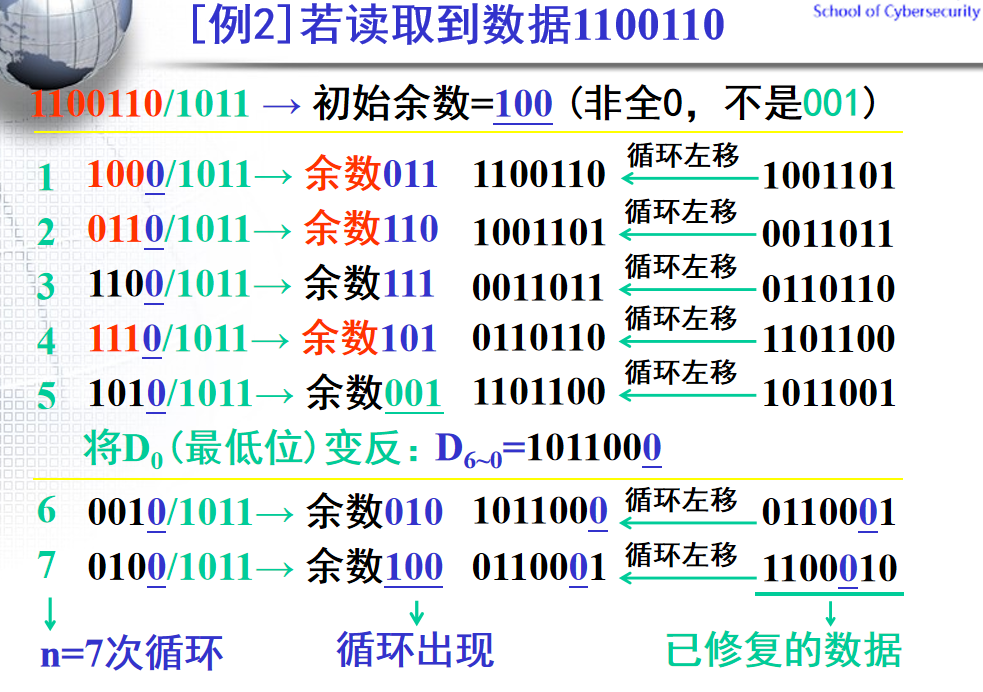 School of Cybersecurity
[例2]若读取到数据1100110
1100110/1011 → 初始余数=100 (非全0，不是001)
1 1000/1011→ 余数011 1100110 ← 循环左移 1001101
2 0110/1011→ 余数110 1001101 ← 循环左移 0011011
3 1100/1011→ 余数111 0011011 ← 循环左移 0110110
4 1110/1011→ 余数101 0110110 ← 循环左移 1101100
5 1010/1011→ 余数001 1101100 ← 循环左移 1011001
将D0(最低位)变反：D6~0=1011000
6 0010/1011→ 余数010 1011000 ← 循环左移 0110001
7 0100/1011→ 余数100 0110001 ← 循环左移 1100010
n=7次循环 循环出现 已修复的数据